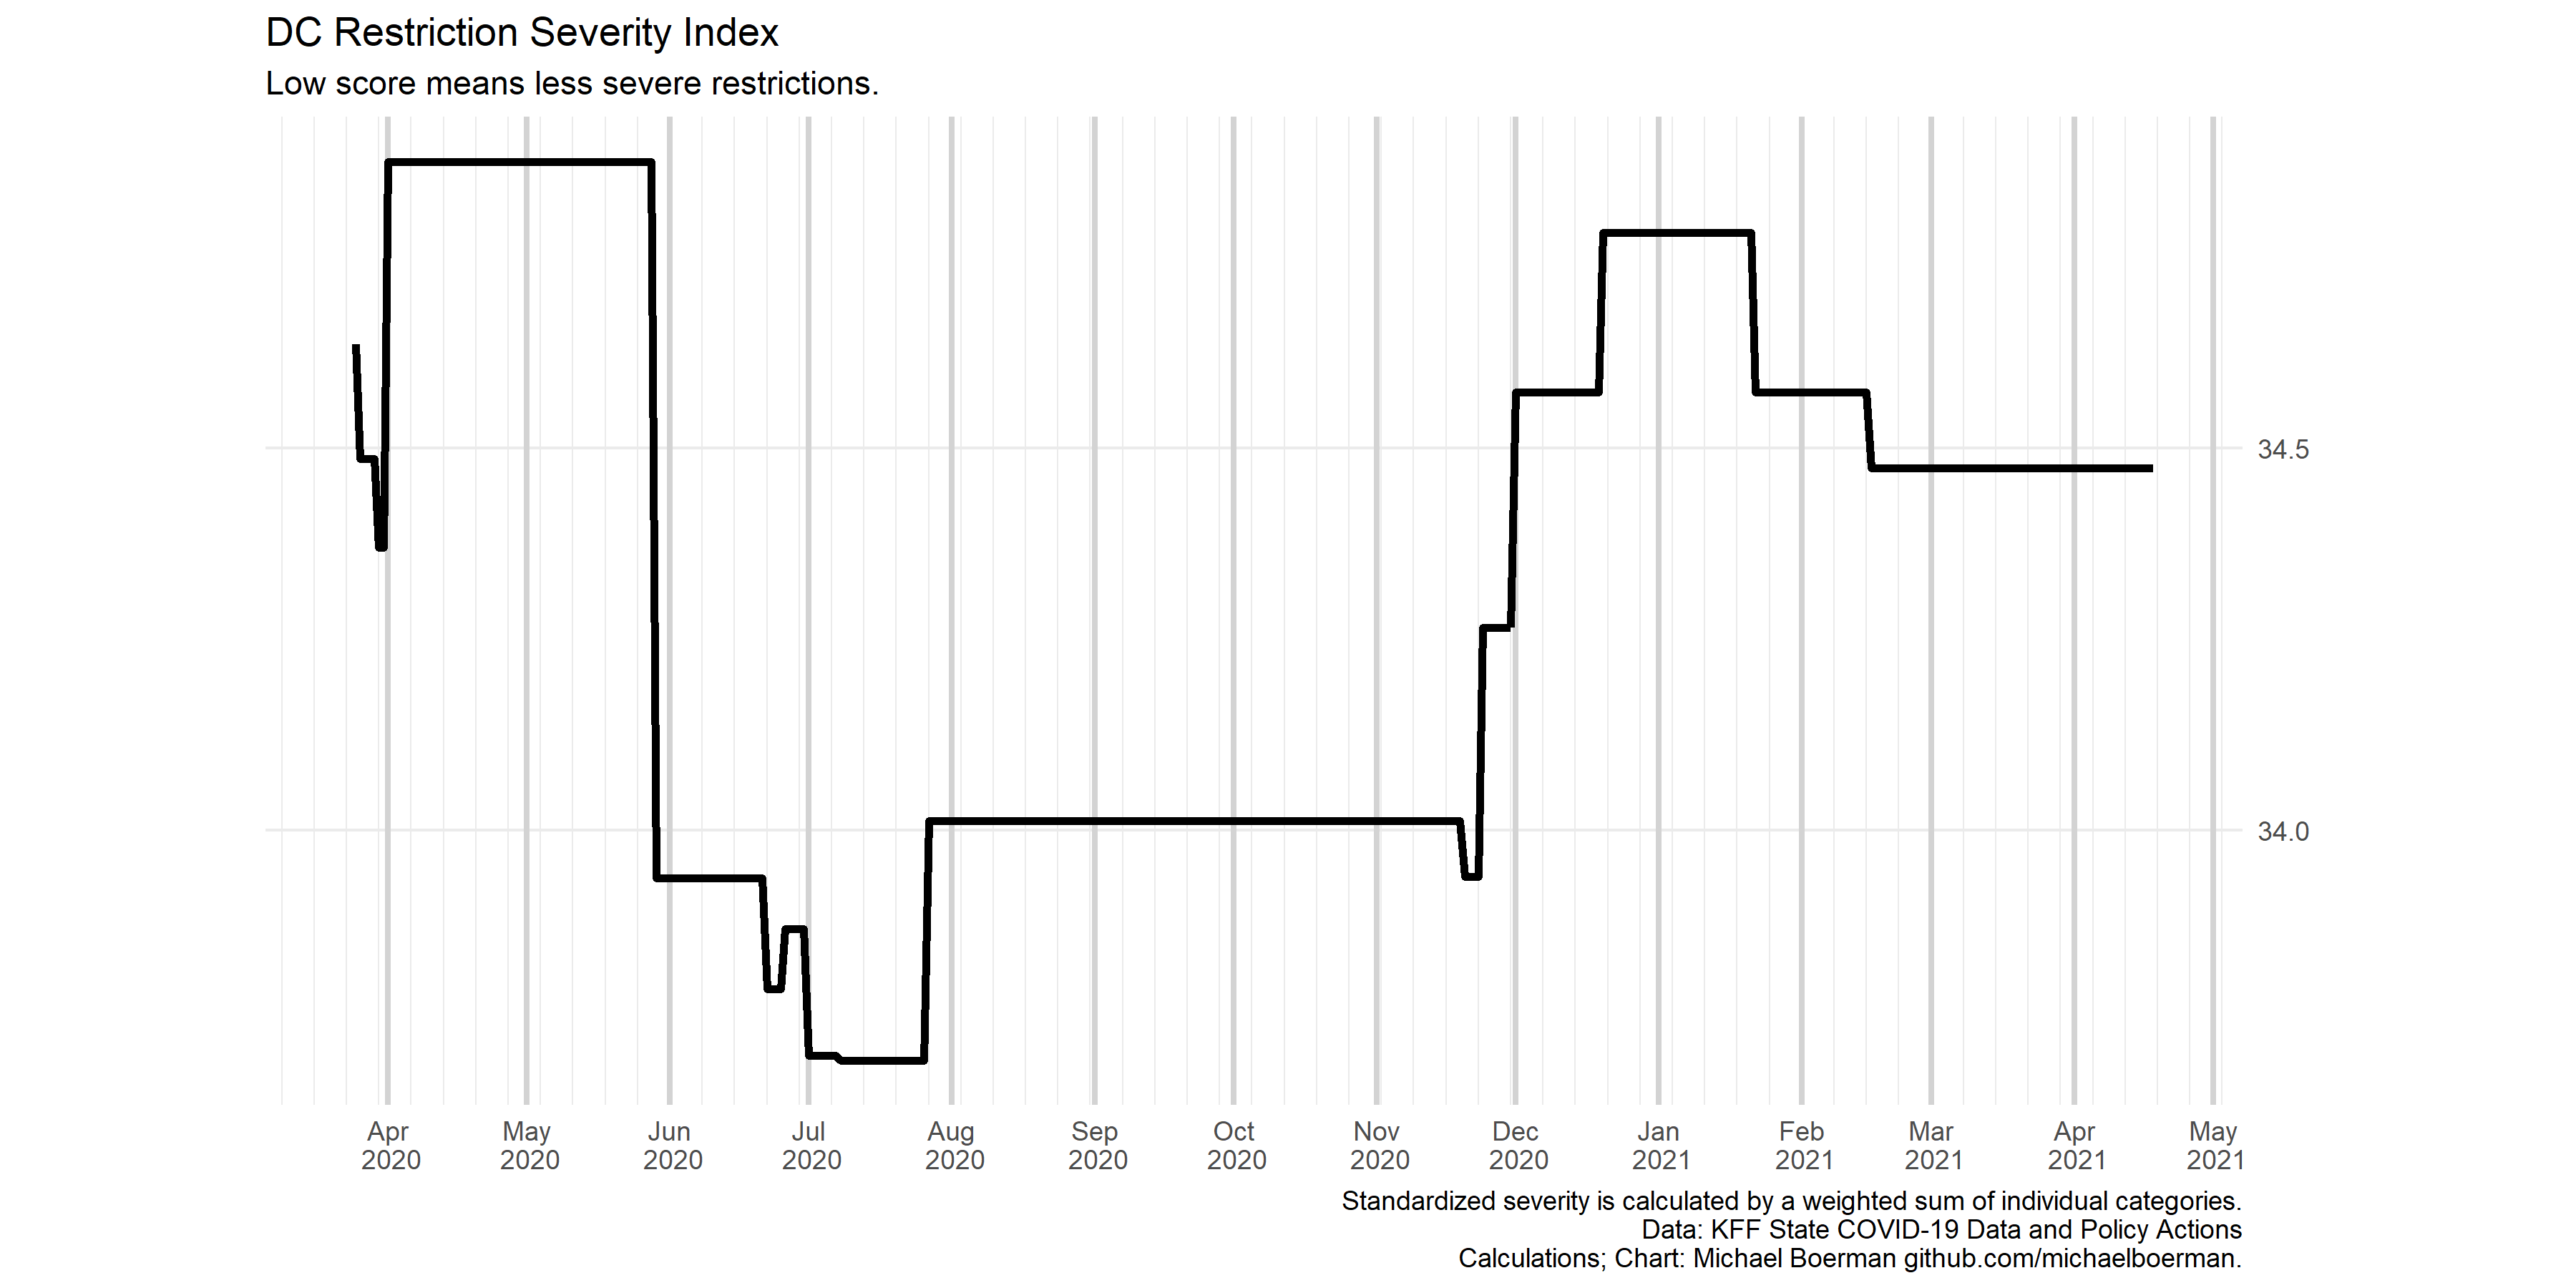 DC Restriction Severity Index
Low score means less severe restrictions.
34.5
34.0
Apr May Jun Jul Aug Sep Oct Nov Dec Jan Feb Mar Apr May
2020 2020 2020 2020 2020 2020 2020 2020 2020 2021 2021 2021 2021 2021
Standardized severity is calculated by a weighted sum of individual categories.
Data: KFF State COVID-19 Data and Policy Actions
Calculations; Chart: Michael Boerman github.com/michaelboerman.